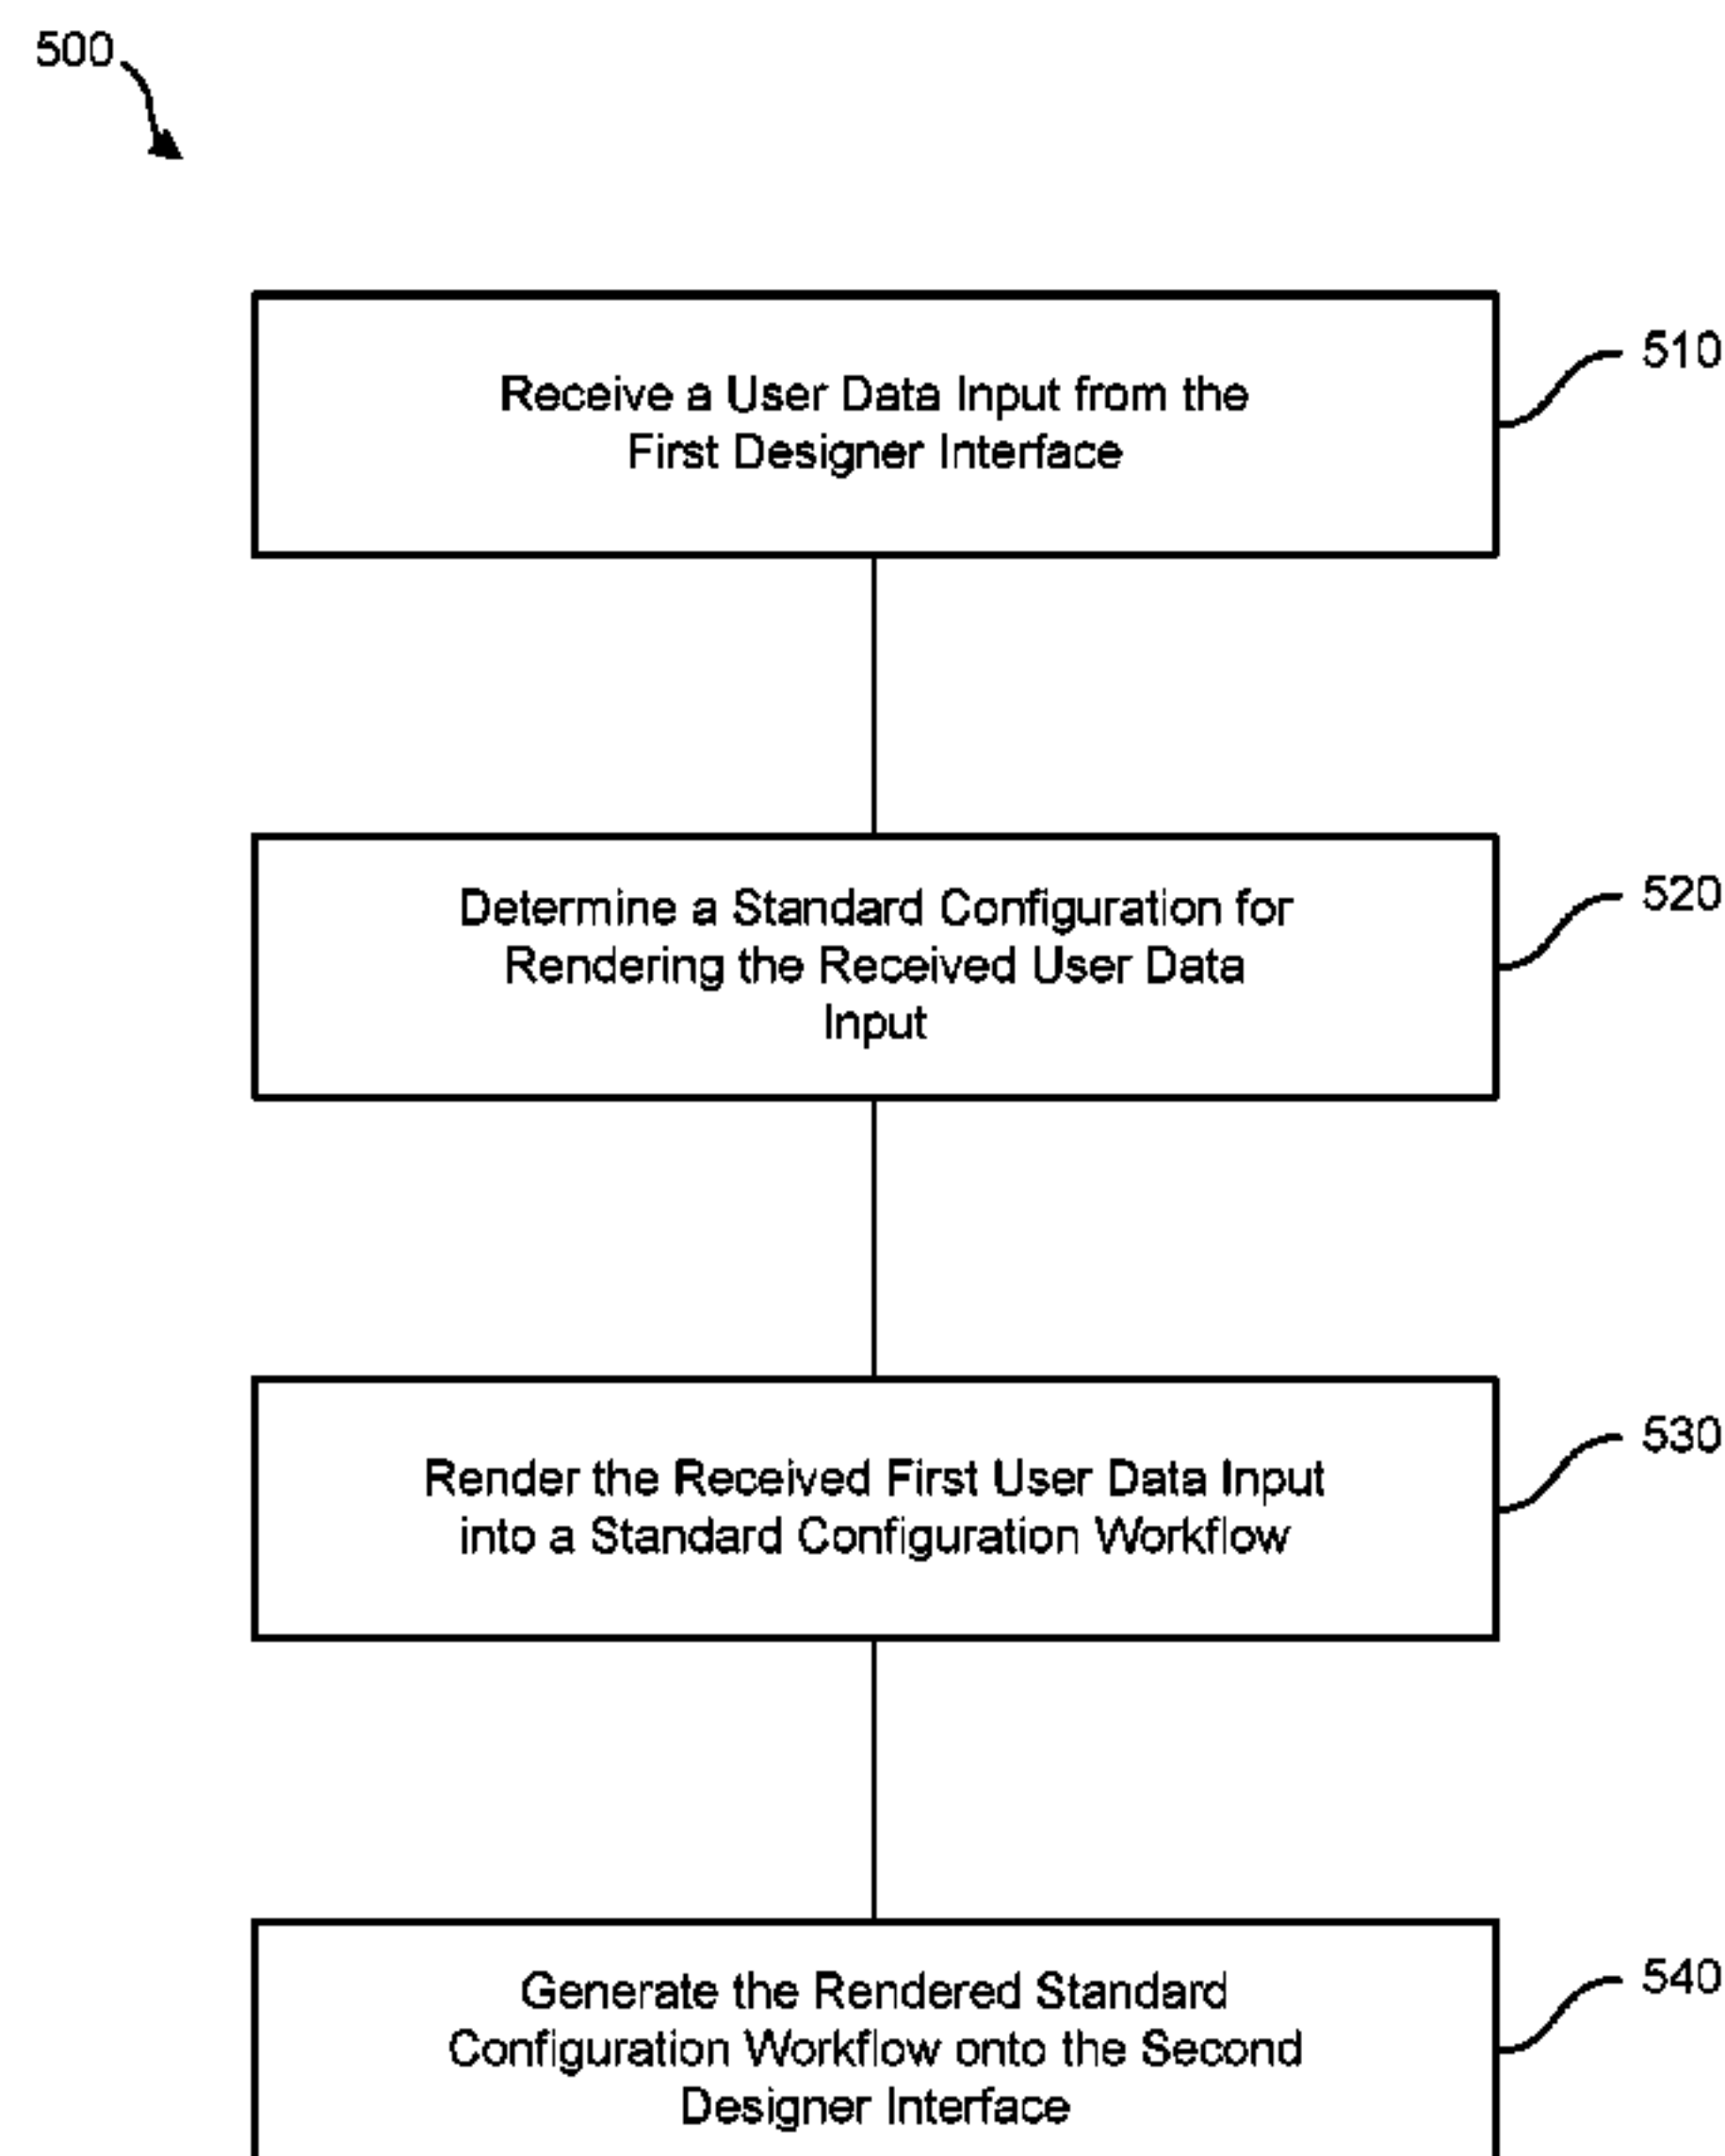 500
Receive a User Data Input from the
First Designer Interface
510
Determine a Standard Configuration for
Rendering the Received User Data
Input
520
Render the Received First User Data Input
into a Standard Configuration Workflow
530
Generate the Rendered Standard
Configuration Workflow onto the Second
Designer Interface
540